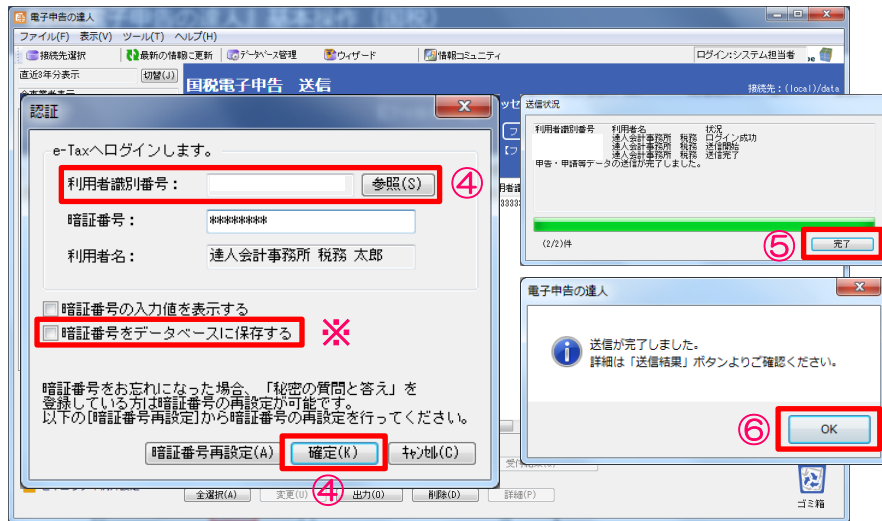 電子申告の達人
ファイル(F) 表示(V) ツール(T) ヘルプ(H)
接続先選択 最新の情報に更新 データベース管理 ウィザード 情報コミュニティ ログイン:システム担当者
直近3年分表示 切替(J)
国税電子申告 送信
接続先:(local)/data
認証
e-Taxへログインします。
利用者識別番号: 参照(S) ④
暗証番号: ********
利用者名: 達人会計事務所 税務 太郎
暗証番号の入力値を表示する
暗証番号をデータベースに保存する ※
暗証番号をお忘れになった場合、「秘密の質問と答え」を
登録している方は暗証番号の再設定が可能です。
以下の[暗証番号再設定]から暗証番号の再設定を行ってください。
暗証番号再設定(A) 確定(K) キャンセル(C)
④
送信状況
利用者識別番号 利用者名 状況
達人会計事務所 税務 ログイン成功
達人会計事務所 税務 送信開始
達人会計事務所 税務 送信完了
申告・申請等データの送信が完了しました。
(2/2)件 ⑤ 完了
電子申告の達人
送信が完了しました。
詳細は「送信結果」ボタンよりご確認ください。
⑥ OK
全選択(A) 変更(U) 出力(O) 削除(D) 詳細(P)
ゴミ箱